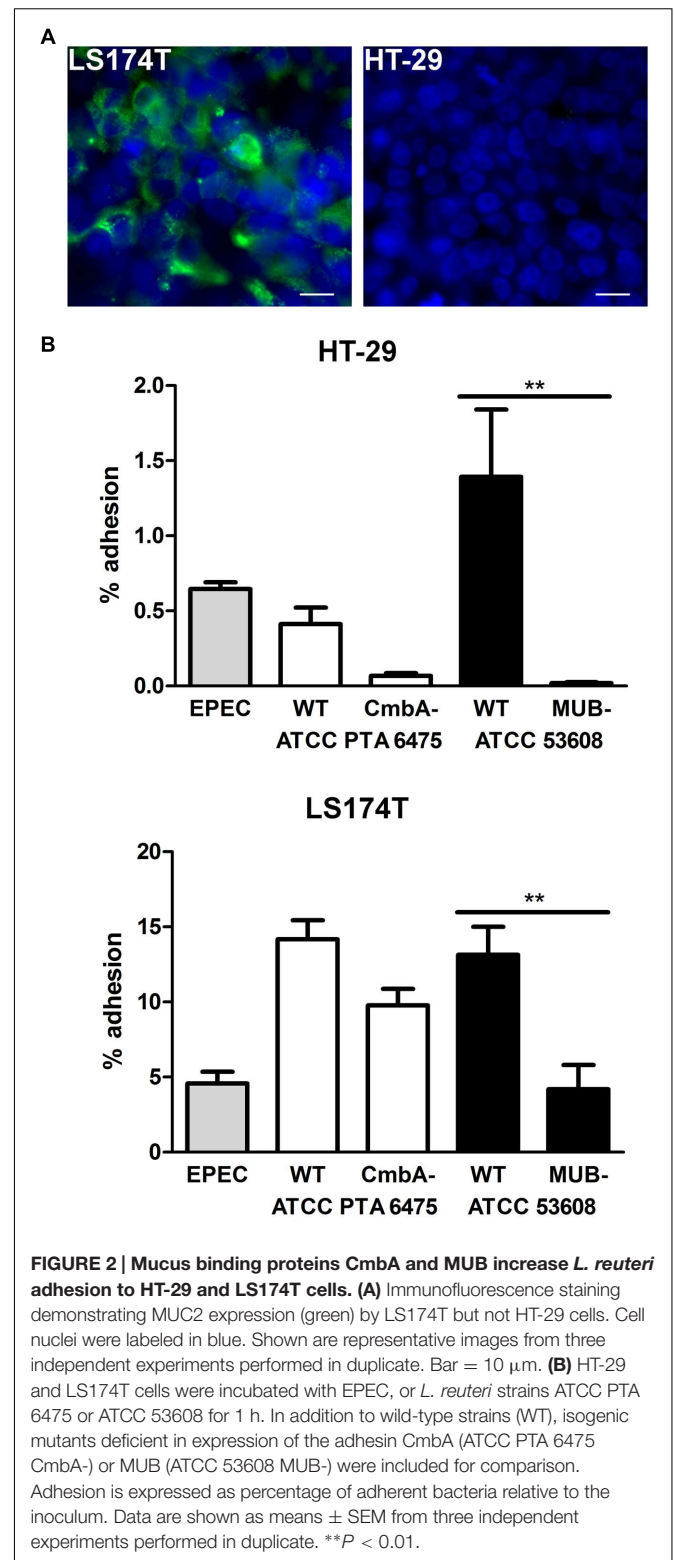 A
LS174T
HT-29
B
HT-29
2.0
1.5
1.0
0.5
0.0
% adhesion
**
EPEC WT CmbA- WT MUB-
ATCC PTA 6475 ATCC 53608
LS174T
20
15
10
5
0
% adhesion
**
EPEC WT CmbA- WT MUB-
ATCC PTA 6475 ATCC 53608
FIGURE 2 | Mucus binding proteins CmbA and MUB increase L. reuteri
adhesion to HT-29 and LS174T cells. (A) Immunofluorescence staining
demonstrating MUC2 expression (green) by LS174T but not HT-29 cells. Cell
nuclei were labeled in blue. Shown are representative images from three
independent experiments performed in duplicate. Bar = 10 μm. (B) HT-29
and LS174T cells were incubated with EPEC, or L. reuteri strains ATCC PTA
6475 or ATCC 53608 for 1 h. In addition to wild-type strains (WT), isogenic
mutants deficient in expression of the adhesin CmbA (ATCC PTA 6475
CmbA-) or MUB (ATCC 53608 MUB-) were included for comparison.
Adhesion is expressed as percentage of adherent bacteria relative to the
inoculum. Data are shown as means ± SEM from three independent
experiments performed in duplicate. **P < 0.01.